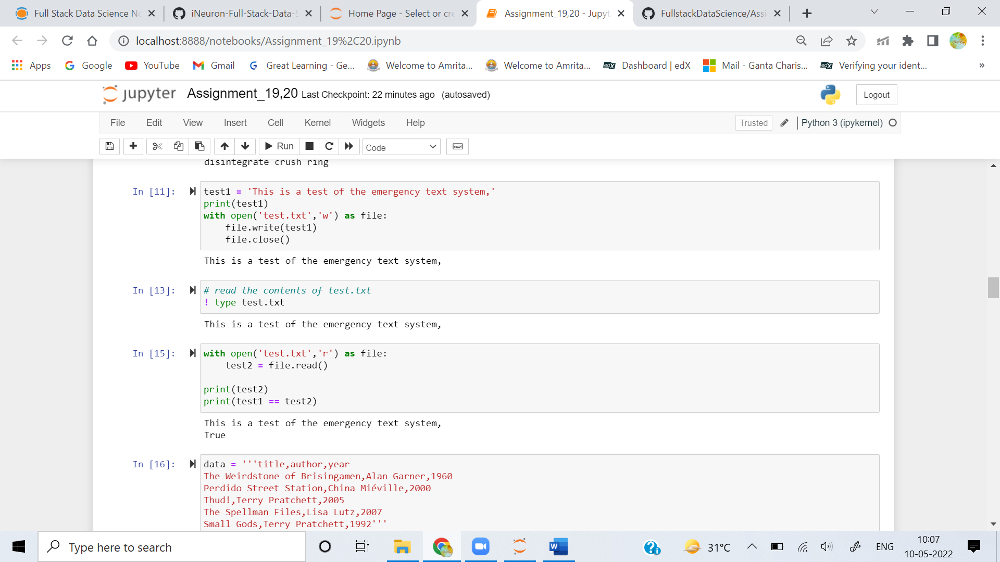 Full Stack Data Science No
iNeuron-Full-Stack-Data-S
Home Page - Select or cre
Assignment_19,20 - Jupyt
FullstackDataScience/Assi
localhost:8888/notebooks/Assignment_19%2C20.ipynb
Apps
Google
YouTube
Gmail
Great Learning - Ge...
Welcome to Amrita...
Welcome to Amrita...
edX Dashboard | edX
Mail - Ganta Charis...
edX Verifying your ident...
»
jupyter Assignment_19,20 Last Checkpoint: 22 minutes ago (autosaved)
Logout
File Edit View Insert Cell Kernel Widgets Help
Trusted
Python 3 (ipykernel)
Run
Code
disintegrate crush ring
In [11]: test1 = 'This is a test of the emergency text system,'
print(test1)
with open('test.txt','w') as file:
    file.write(test1)
    file.close()
This is a test of the emergency text system,
In [13]: # read the contents of test.txt
! type test.txt
This is a test of the emergency text system,
In [15]: with open('test.txt','r') as file:
    test2 = file.read()
print(test2)
print(test1 == test2)
This is a test of the emergency text system,
True
In [16]: data = '''title,author,year
The Weirdstone of Brisingamen,Alan Garner,1960
Perdido Street Station,China Miéville,2000
Thud!,Terry Pratchett,2005
The Spellman Files,Lisa Lutz,2007
Small Gods,Terry Pratchett,1992'''
Type here to search
31°C
ENG
10:07
10-05-2022